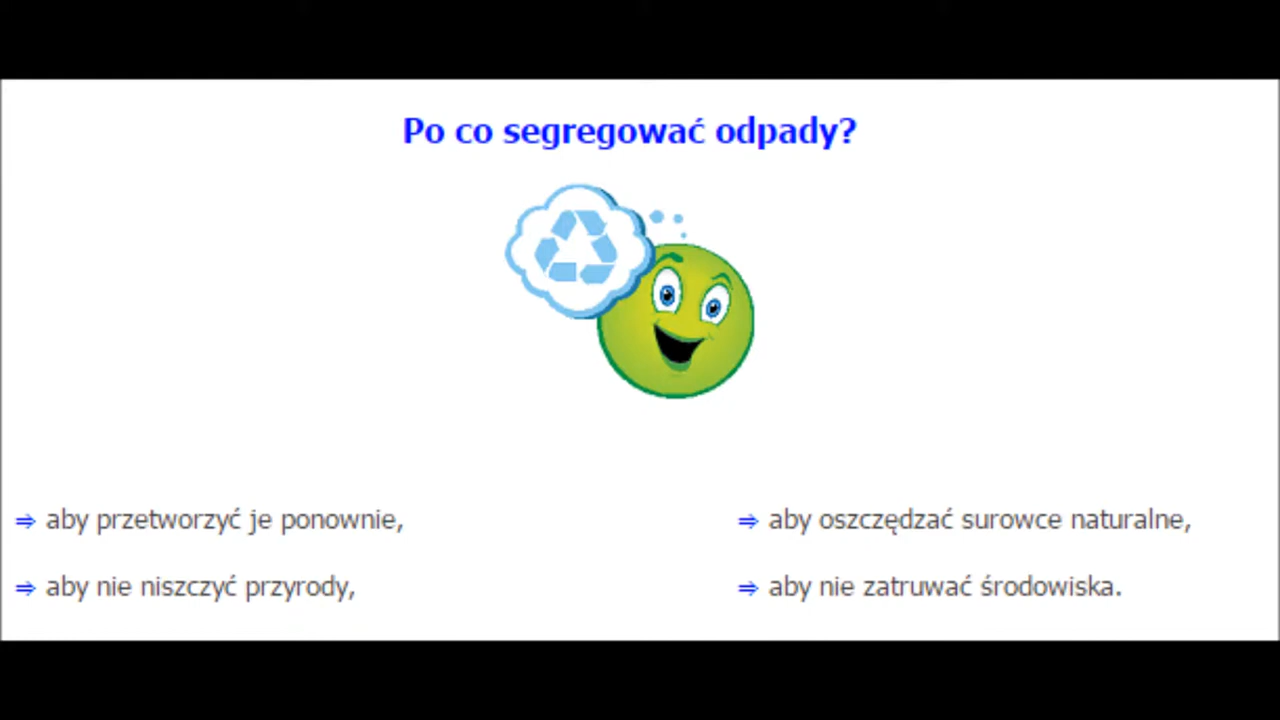 Po co segregować odpady?
⇒ aby przetworzyć je ponownie,
⇒ aby oszczędzać surowce naturalne,
⇒ aby nie niszczyć przyrody,
⇒ aby nie zatruwać środowiska.